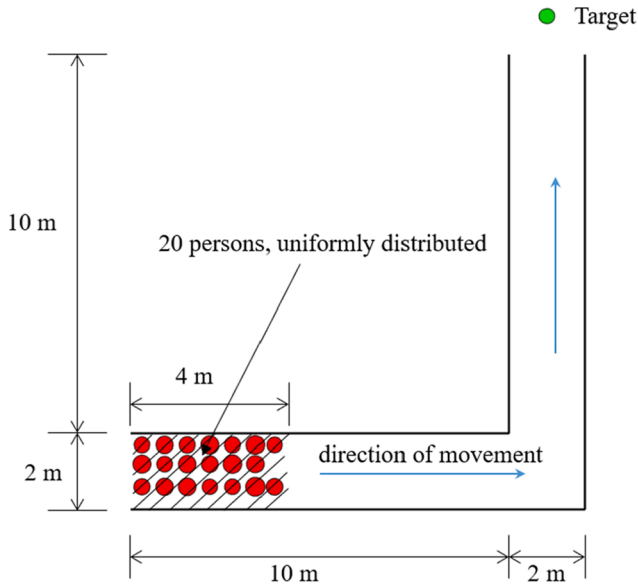 Target
10 m
20 persons, uniformly distributed
4 m
2 m
direction of movement
10 m
2 m